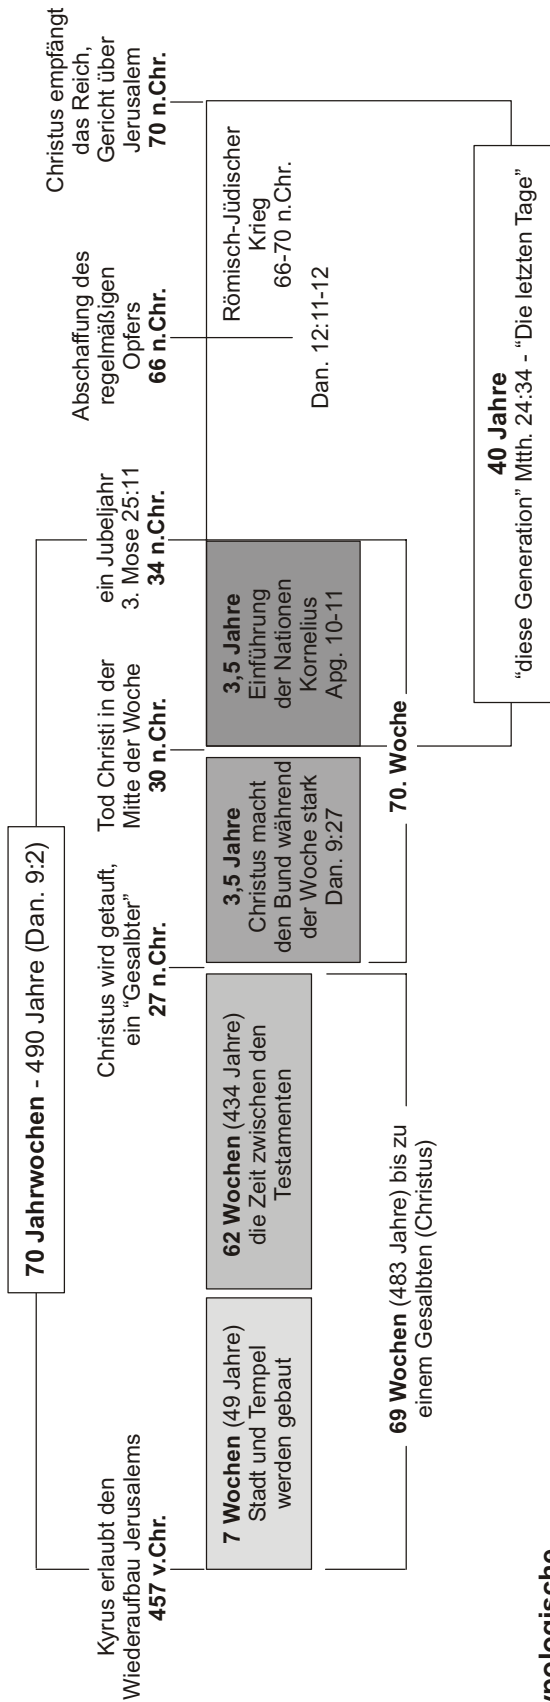 70 Jahrwochen - 490 Jahre (Dan. 9:2)
Kyrus erlaubt den
Wiederaufbau Jerusalems
457 v.Chr.
Christus wird getauft,
ein “Gesalbter”
27 n.Chr.
Tod Christi in der
Mitte der Woche
30 n.Chr.
ein Jubeljahr
3. Mose 25:11
34 n.Chr.
Abschaffung des
regelmäßigen
Opfers
66 n.Chr.
Christus empfängt
das Reich,
Gericht über
Jerusalem
70 n.Chr.
7 Wochen (49 Jahre)
Stadt und Tempel
werden gebaut
62 Wochen (434 Jahre)
die Zeit zwischen den
Testamenten
3,5 Jahre
Christus macht
den Bund während
der Woche stark
Dan. 9:27
3,5 Jahre
Einführung
der Nationen
Kornelius
Apg. 10-11
Römisch-Jüdischer
Krieg
66-70 n.Chr.
Dan. 12:11-12
69 Wochen (483 Jahre) bis zu
einem Gesalbten (Christus)
70. Woche
40 Jahre
“diese Generation” Mtth. 24:34 - “Die letzten Tage”